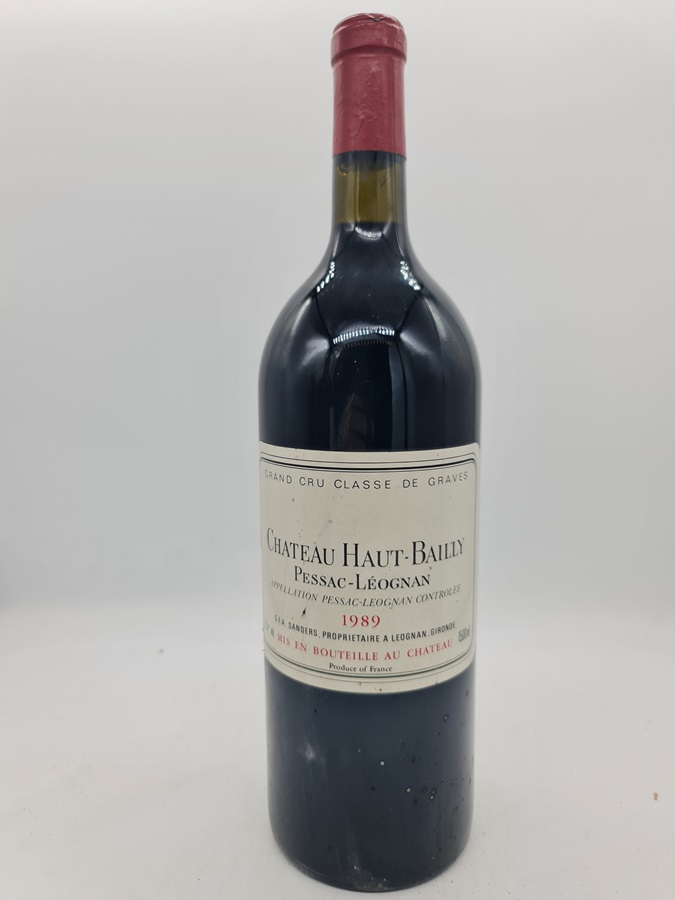 GRAND CRU CLASSE DE GRAVES
CHATEAU HAUT-BAILLY
PESSAC-LÉOGNAN
APPELLATION PESSAC-LEOGNAN CONTROLÉE
1989
SANDERS, PROPRIETAIRE A LEOGNAN, GIRONDE
MIS EN BOUTEILLE AU CHATEAU
Produce of France